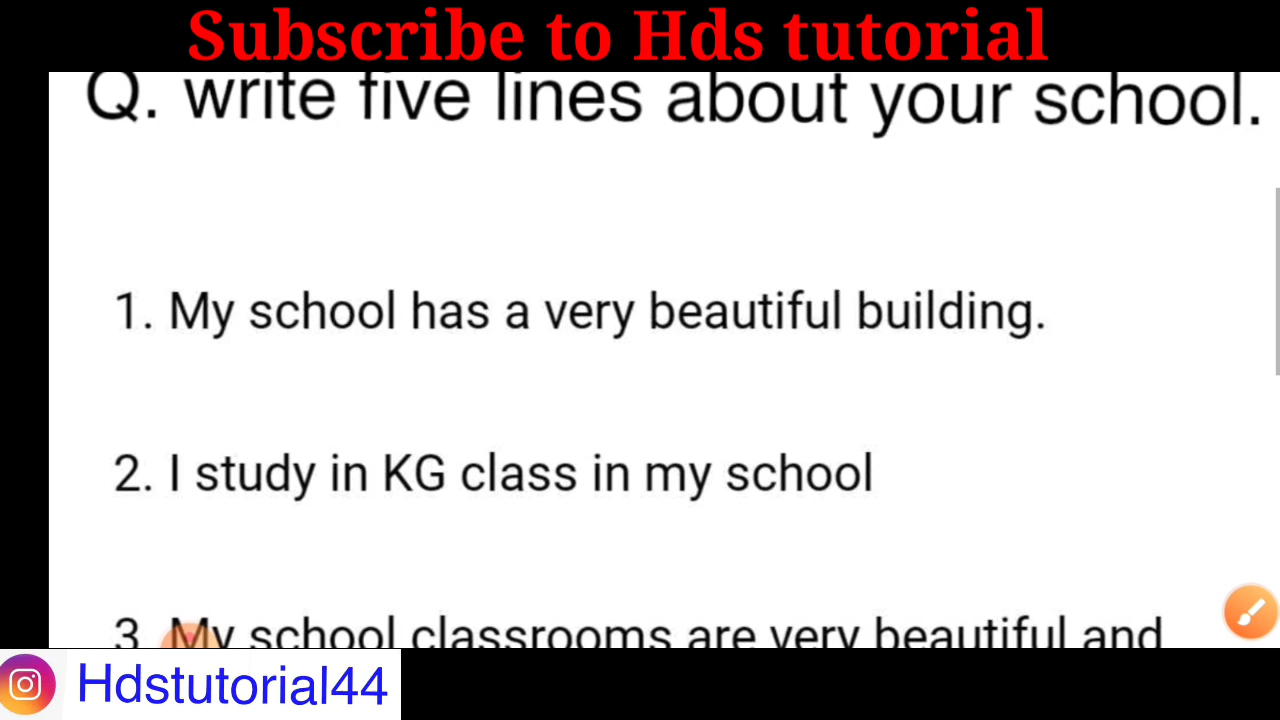 Subscribe to Hds tutorial
Q. write five lines about your school.
1. My school has a very beautiful building.
2. I study in KG class in my school
3. My school classrooms are very beautiful and
Hdstutorial44